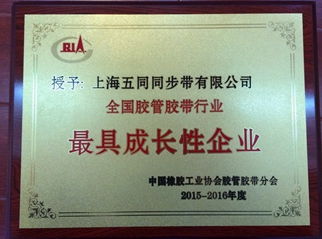 RIA
授予: 上海五同同步带有限公司
全国胶管胶带行业
最具成长性企业
中国橡胶工业协会胶管胶带分会
2015-2016年度